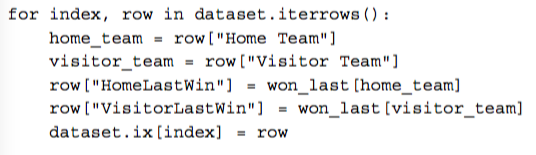 for index, row in dataset.iterrows():
    home_team = row["Home Team"]
    visitor_team = row["Visitor Team"]
    row["HomeLastWin"] = won_last[home_team]
    row["VisitorLastWin"] = won_last[visitor_team]
    dataset.ix[index] = row